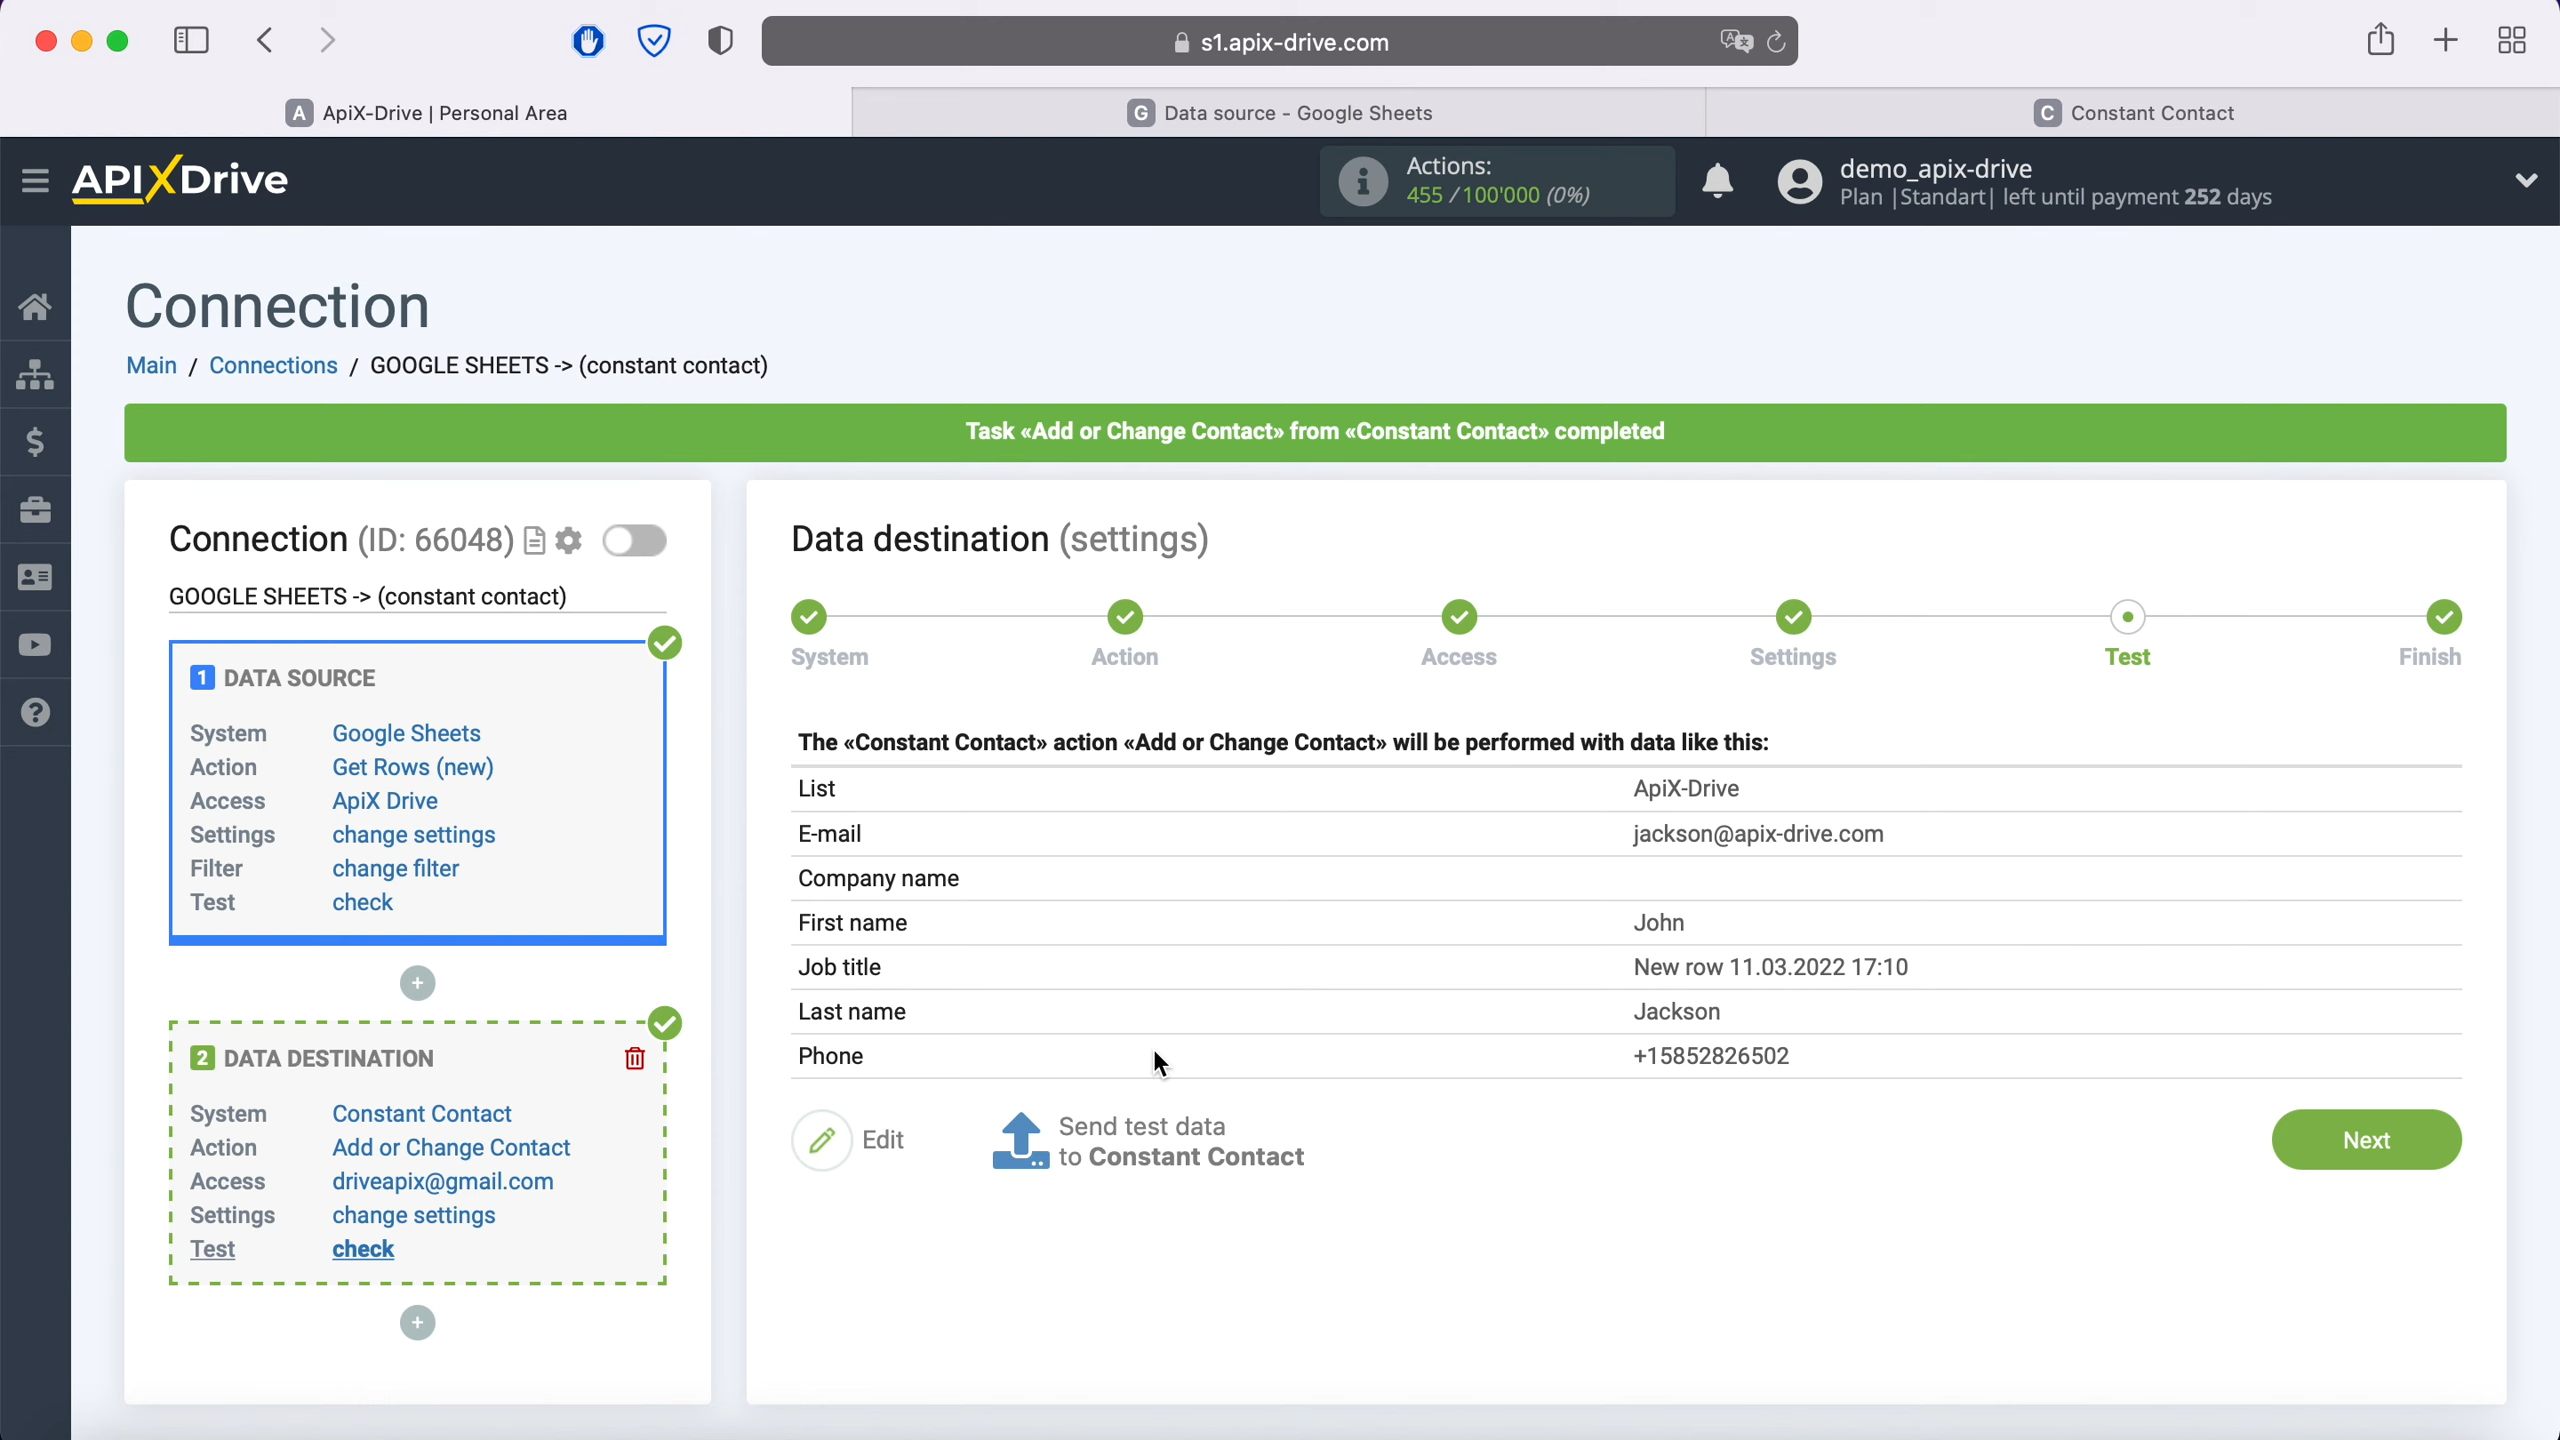 s1.apix-drive.com
A ApiX-Drive | Personal Area
G Data source - Google Sheets
C Constant Contact
APIXDrive
Actions:
455 / 100'000 (0%)
demo_apix-drive
Plan |Standart| left until payment 252 days
Connection
Main / Connections / GOOGLE SHEETS -> (constant contact)
Task «Add or Change Contact» from «Constant Contact» completed
Connection (ID: 66048)
GOOGLE SHEETS -> (constant contact)
1 DATA SOURCE
System Google Sheets
Action Get Rows (new)
Access ApiX Drive
Settings change settings
Filter change filter
Test check
+
2 DATA DESTINATION
System Constant Contact
Action Add or Change Contact
Access driveapix@gmail.com
Settings change settings
Test check
+
Data destination (settings)
System Action Access Settings Test Finish
The «Constant Contact» action «Add or Change Contact» will be performed with data like this:
List ApiX-Drive
E-mail jackson@apix-drive.com
Company name
First name John
Job title New row 11.03.2022 17:10
Last name Jackson
Phone +15852826502
Edit
Send test data
to Constant Contact
Next